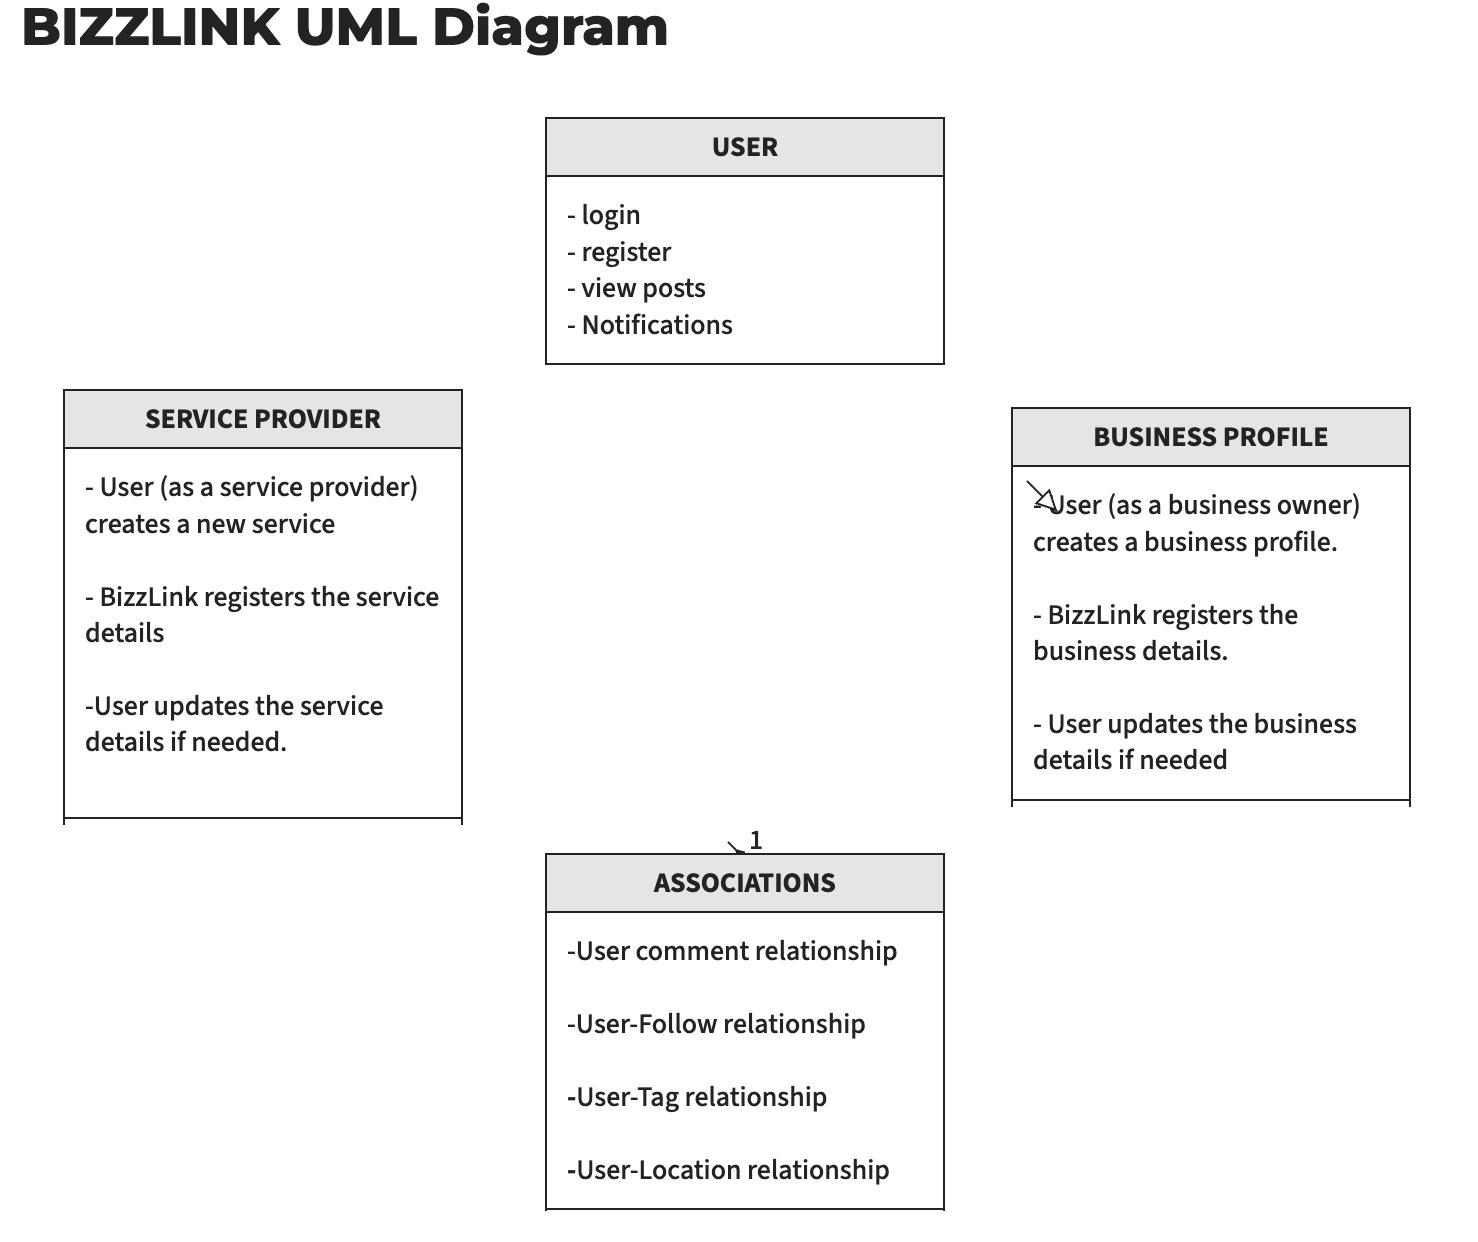 BIZZLINK UML Diagram
USER
- login
- register
- view posts
- Notifications
SERVICE PROVIDER
- User (as a service provider)
creates a new service
- BizzLink registers the service
details
-User updates the service
details if needed.
BUSINESS PROFILE
- User (as a business owner)
creates a business profile.
- BizzLink registers the
business details.
- User updates the business
details if needed
1
ASSOCIATIONS
-User comment relationship
-User-Follow relationship
-User-Tag relationship
-User-Location relationship